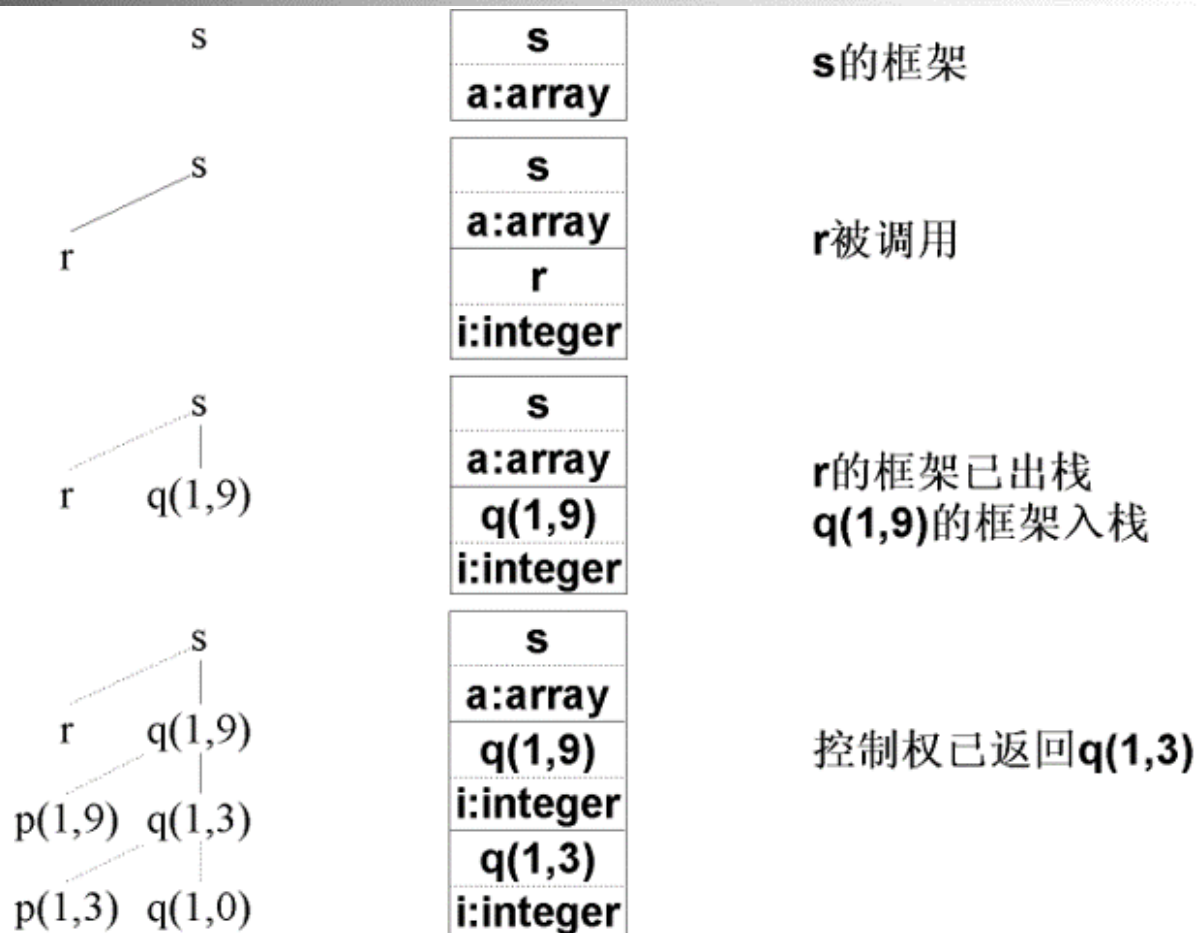 s
s
a:array
s的框架
s
r
s
a:array
r
i:integer
r被调用
s
r q(1,9)
s
a:array
q(1,9)
i:integer
r的框架已出栈
q(1,9)的框架入栈
s
r q(1,9)
p(1,9) q(1,3)
p(1,3) q(1,0)
s
a:array
q(1,9)
i:integer
q(1,3)
i:integer
控制权已返回q(1,3)